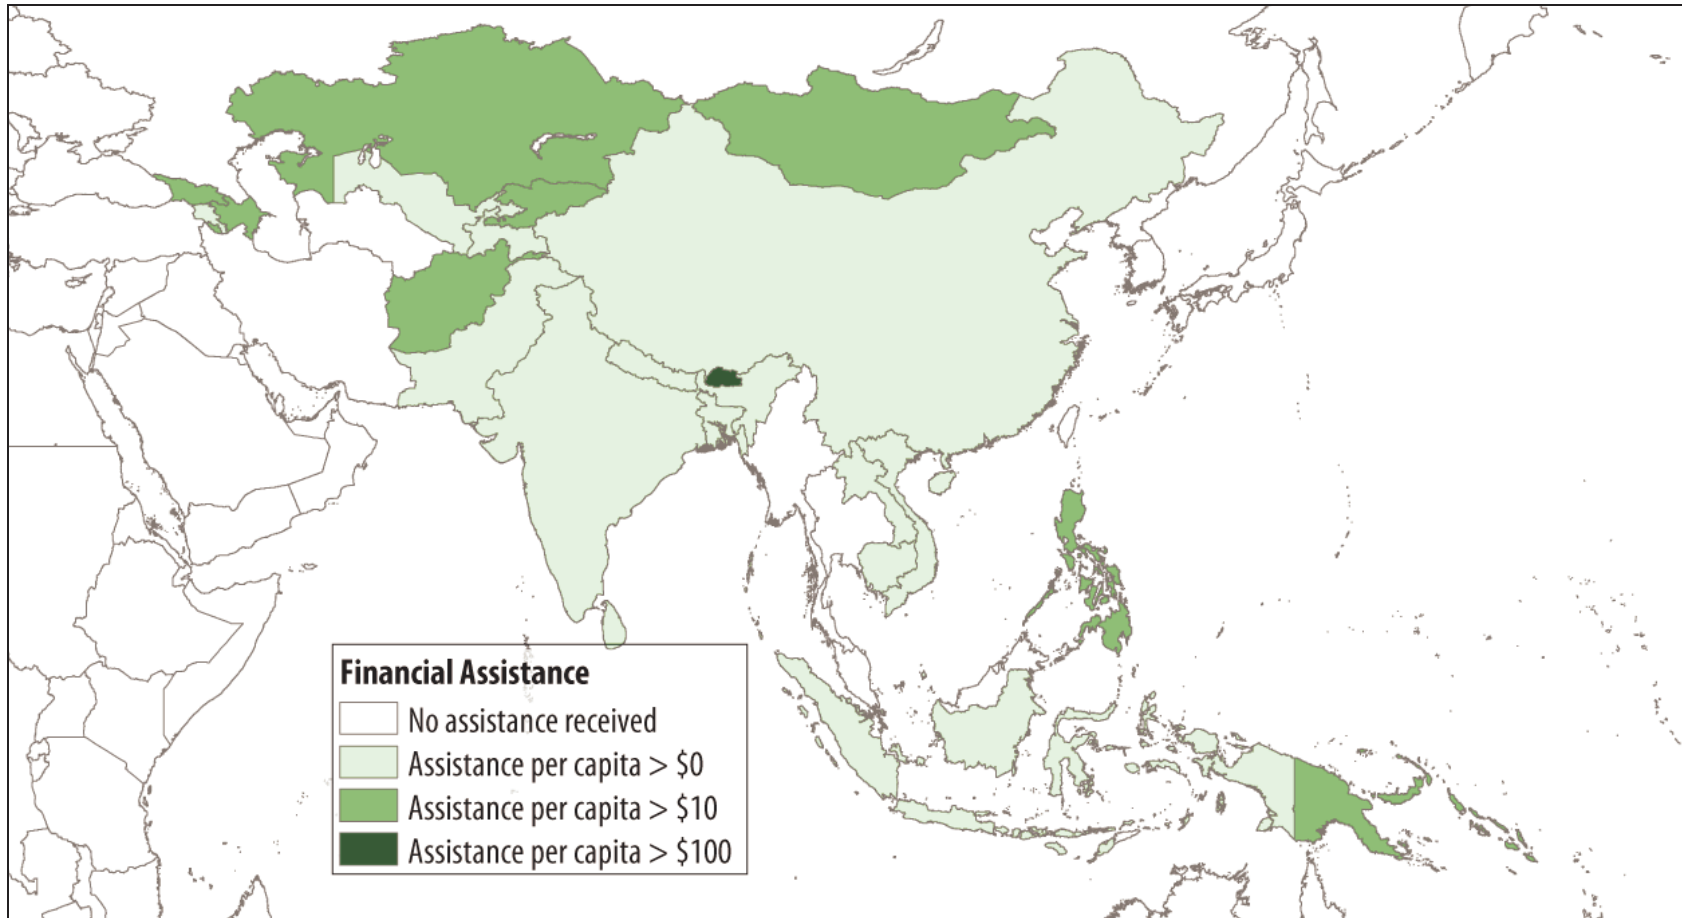 Financial Assistance
No assistance received
Assistance per capita > $0
Assistance per capita > $10
Assistance per capita > $100